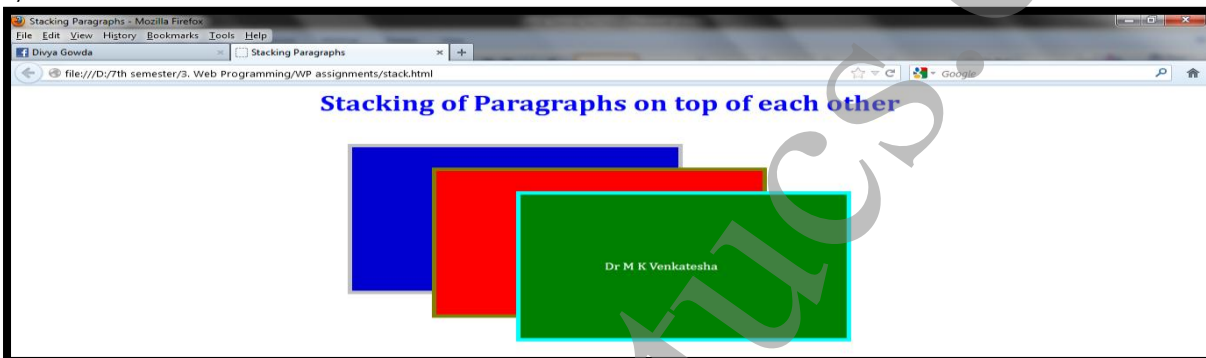 Stacking Paragraphs - Mozilla Firefox
File Edit View History Bookmarks Tools Help
Divya Gowda
Stacking Paragraphs
file:///D:/7th semester/3. Web Programming/WP assignments/stack.html
Google
Stacking of Paragraphs on top of each other
Dr M K Venkatesha
tucs.